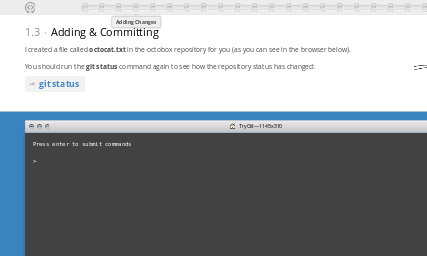 Adding Changes
1.3 · Adding & Committing
I created a file called octocat.txt in the octobox repository for you (as you can see in the browser below).
You should run the git status command again to see how the repository status has changed:
git status
TryGit—1146x310
Press enter to submit commands
>